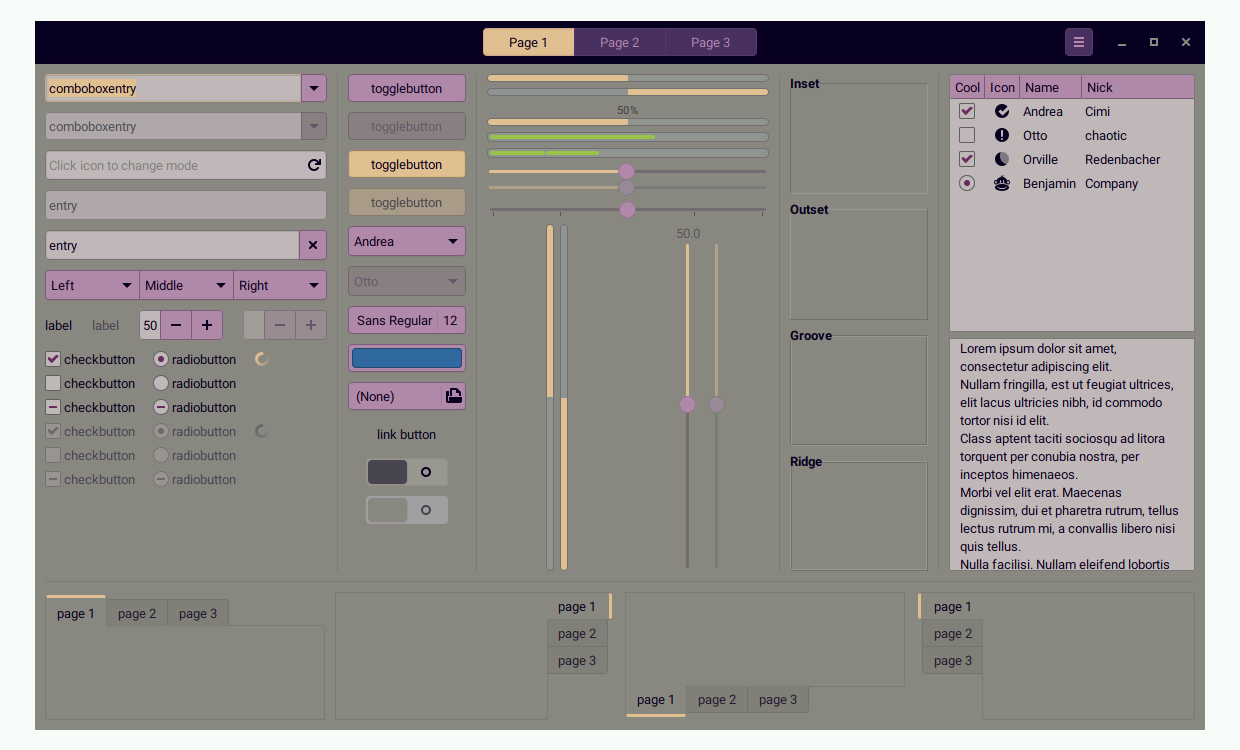 Page 1
Page 2
Page 3
comboboxentry
comboboxentry
Click icon to change mode
entry
entry
Left
Middle
Right
label
label
50
checkbutton
radiobutton
checkbutton
radiobutton
checkbutton
radiobutton
checkbutton
radiobutton
checkbutton
radiobutton
checkbutton
radiobutton
togglebutton
togglebutton
togglebutton
togglebutton
Andrea
Otto
Sans Regular
12
(None)
link button
50%
50.0
Inset
Outset
Groove
Ridge
Cool
Icon
Name
Nick
Andrea
Cimi
Otto
chaotic
Orville
Redenbacher
Benjamin
Company
Lorem ipsum dolor sit amet,
consectetur adipiscing elit.
Nullam fringilla, est ut feugiat ultrices,
elit lacus ultricies nibh, id commodo
tortor nisi id elit.
Class aptent taciti sociosqu ad litora
torquent per conubia nostra, per
inceptos himenaeos.
Morbi vel elit erat. Maecenas
dignissim, dui et pharetra rutrum, tellus
lectus rutrum mi, a convallis libero nisi
quis tellus.
Nulla facilisi. Nullam eleifend lobortis
page 1
page 2
page 3
page 1
page 2
page 3
page 1
page 2
page 3
page 1
page 2
page 3